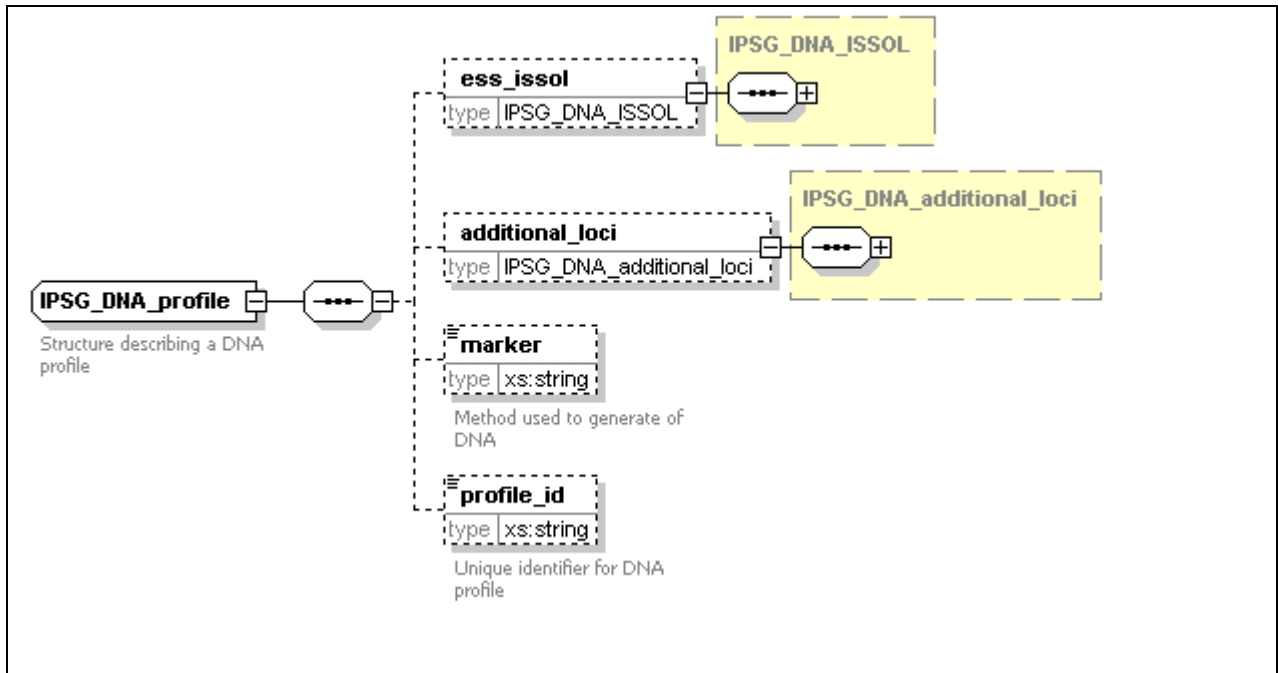 IPSG_DNA_ISSOL
ess_issol
type IPSG_DNA_ISSOL
IPSG_DNA_additional_loci
additional_loci
type IPSG_DNA_additional_loci
IPSG_DNA_profile
Structure describing a DNA
profile
marker
type xs:string
Method used to generate of
DNA
profile_id
type xs:string
Unique identifier for DNA
profile